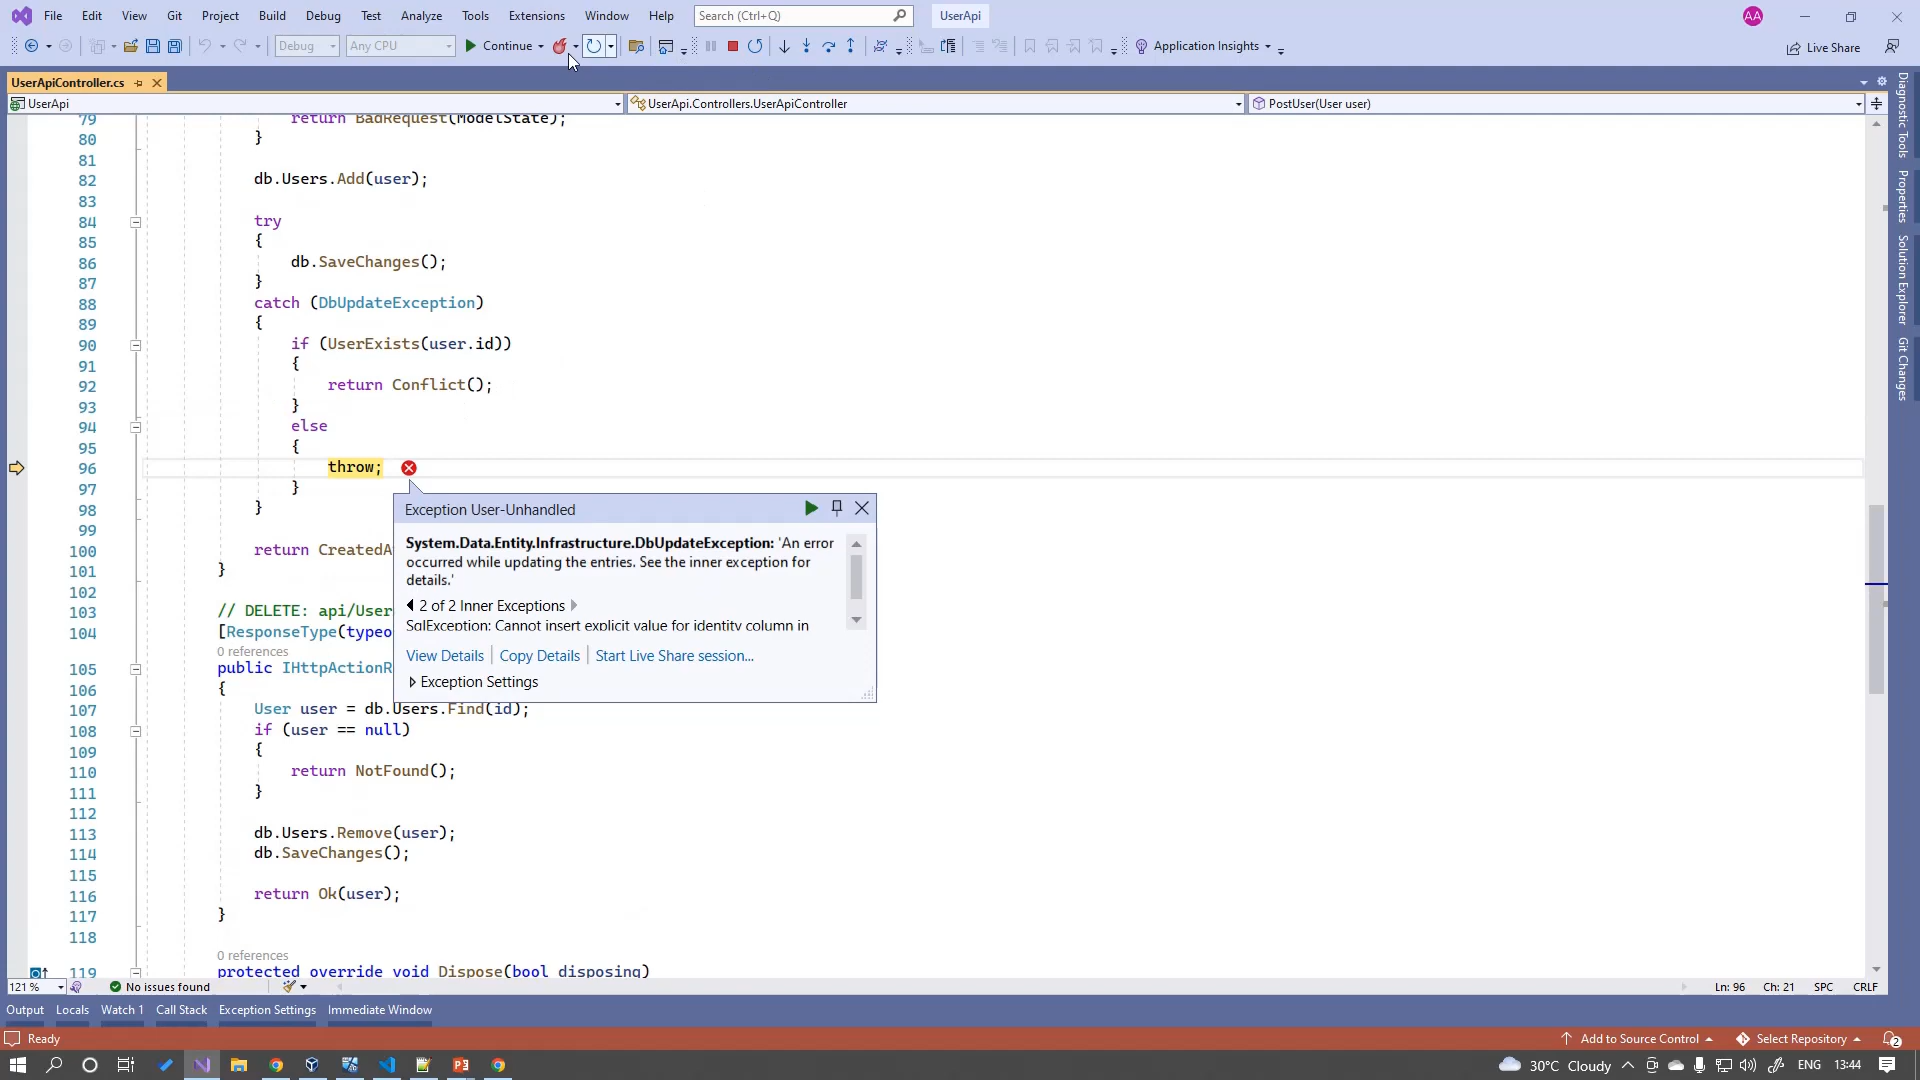 File Edit View Git Project Build Debug Test Analyze Tools Extensions Window Help Search (Ctrl+Q) UserApi AA
Debug Any CPU Continue Application Insights Live Share
UserApiController.cs
UserApi UserApi.Controllers.UserApiController PostUser(User user)
79 return BadRequest(ModelState);
80 }
81
82 db.Users.Add(user);
83
84 try
85 {
86 db.SaveChanges();
87 }
88 catch (DbUpdateException)
89 {
90 if (UserExists(user.id))
91 {
92 return Conflict();
93 }
94 else
95 {
96 throw;
97 }
98 }
99
100 return CreatedA
101 }
102
103 // DELETE: api/User
104 [ResponseType(typeo
0 references
105 public IHttpActionR
106 {
107 User user = db.Users.Find(id);
108 if (user == null)
109 {
110 return NotFound();
111 }
112
113 db.Users.Remove(user);
114 db.SaveChanges();
115
116 return Ok(user);
117 }
118
0 references
119 protected override void Dispose(bool disposing)
Exception User-Unhandled
System.Data.Entity.Infrastructure.DbUpdateException: 'An error
occurred while updating the entries. See the inner exception for
details.'
2 of 2 Inner Exceptions
SqlException: Cannot insert explicit value for identity column in
View Details Copy Details Start Live Share session...
Exception Settings
Diagnostic Tools
Properties
Solution Explorer
Git Changes
121 % No issues found Ln: 96 Ch: 21 SPC CRLF
Output Locals Watch 1 Call Stack Exception Settings Immediate Window
Ready Add to Source Control Select Repository 2
30°C Cloudy ENG 13:44